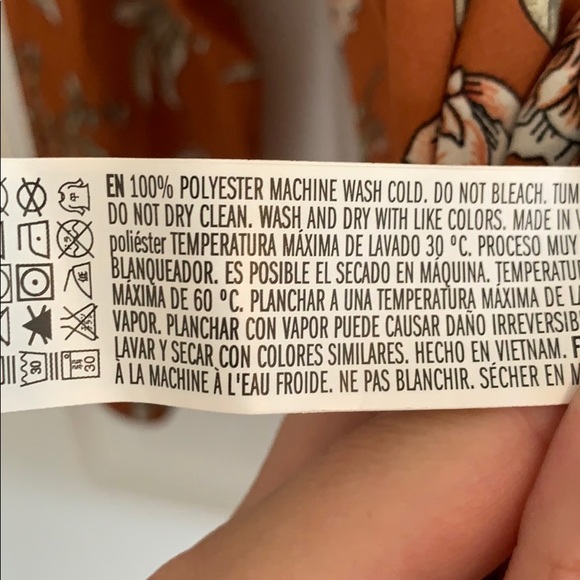 EN 100% POLYESTER MACHINE WASH COLD. DO NOT BLEACH. TUM
DO NOT DRY CLEAN. WASH AND DRY WITH LIKE COLORS. MADE IN V
poliéster TEMPERATURA MÁXIMA DE LAVADO 30 ºC. PROCESO MUY
BLANQUEADOR. ES POSIBLE EL SECADO EN MÁQUINA. TEMPERATU
MÁXIMA DE 60 ºC. PLANCHAR A UNA TEMPERATURA MÁXIMA DE LA
VAPOR. PLANCHAR CON VAPOR PUEDE CAUSAR DAÑO IRREVERSIB
LAVAR Y SECAR CON COLORES SIMILARES. HECHO EN VIETNAM. F
À LA MACHINE À L'EAU FROIDE. NE PAS BLANCHIR. SÉCHER EN M